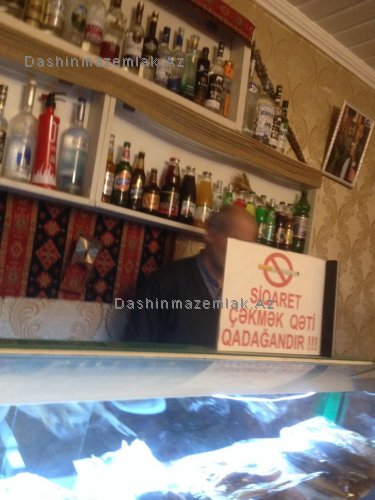 Dashinmazemlak.Az
Dashinmazemlak.Az
SİQARET
ÇƏKMƏK QƏTİ
QADAĞANDIR !!!